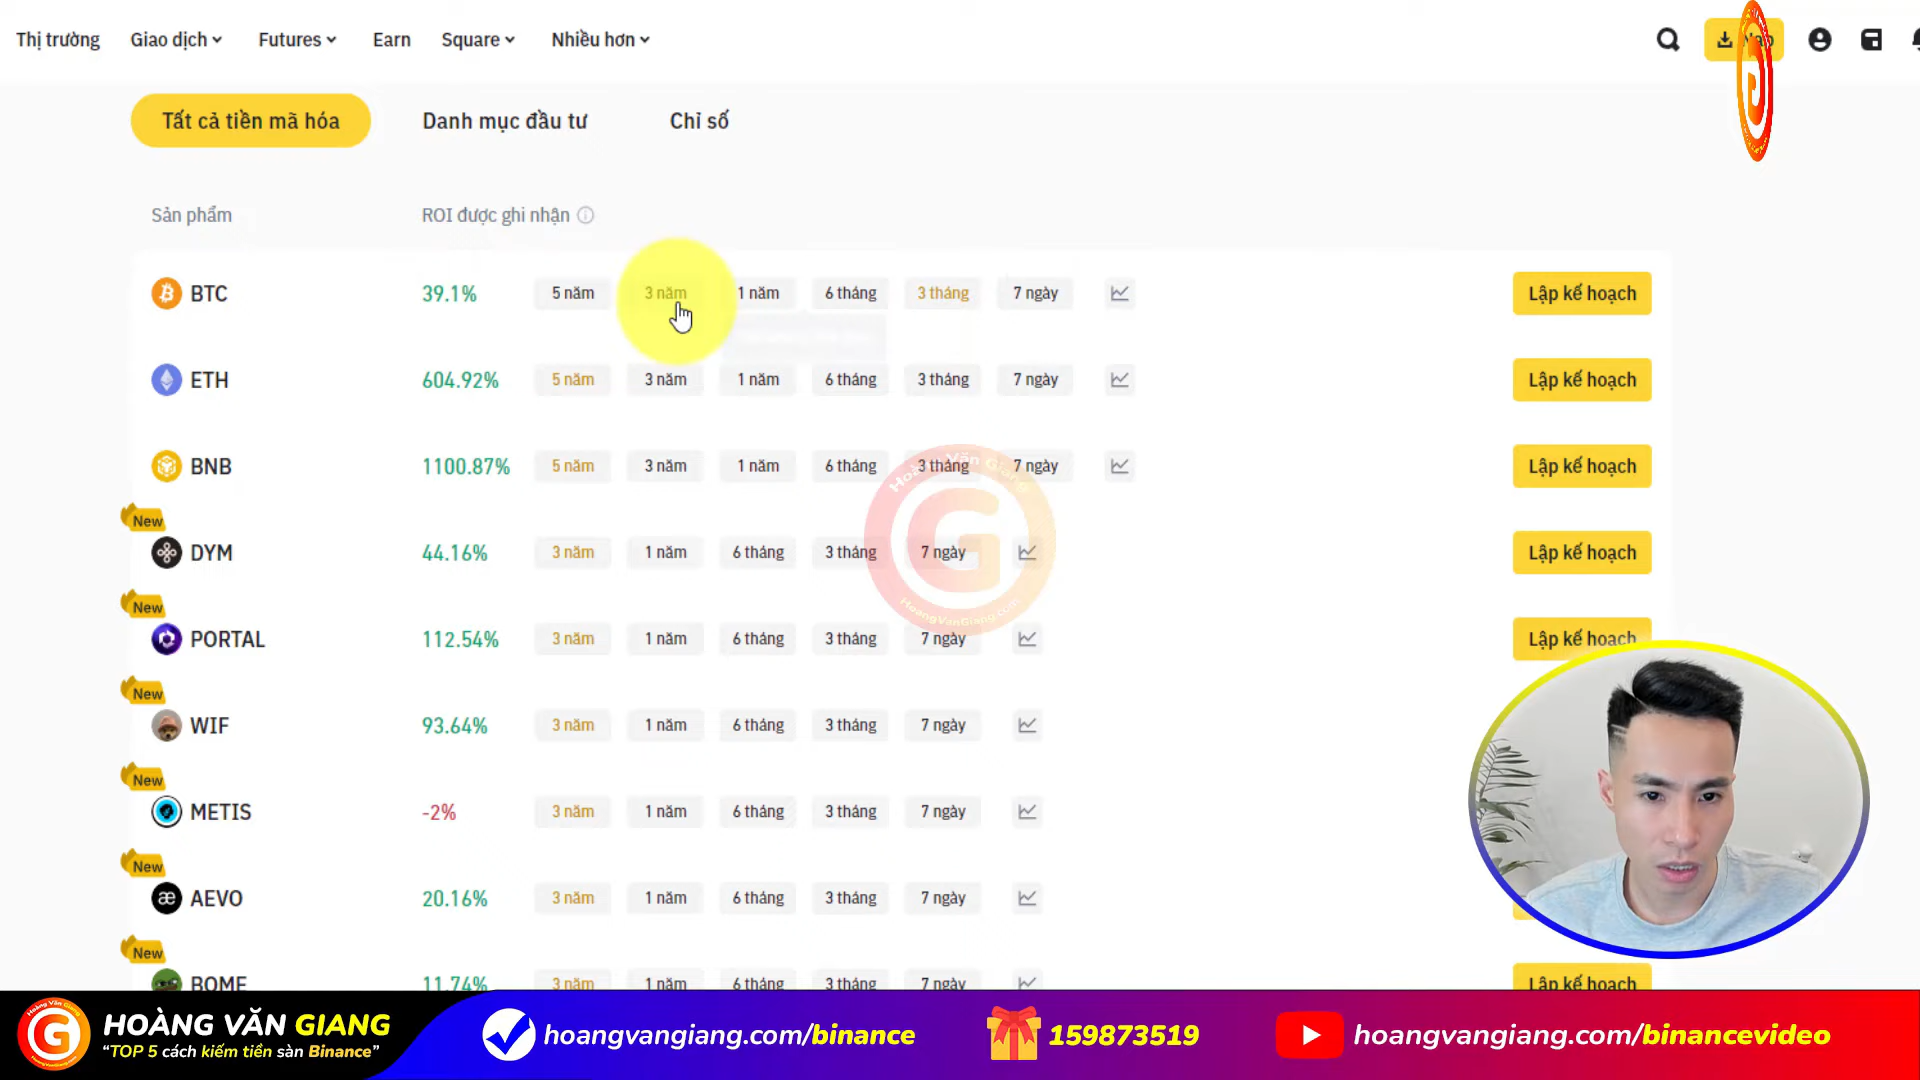 Thị trường Giao dịch Futures Earn Square Nhiều hơn
Tất cả tiền mã hóa Danh mục đầu tư Chỉ số
Sản phẩm ROI được ghi nhận
BTC 39.1% 5 năm 3 năm 1 năm 6 tháng 3 tháng 7 ngày Lập kế hoạch
ETH 604.92% 5 năm 3 năm 1 năm 6 tháng 3 tháng 7 ngày Lập kế hoạch
BNB 1100.87% 5 năm 3 năm 1 năm 6 tháng 3 tháng 7 ngày Lập kế hoạch
New
DYM 44.16% 3 năm 1 năm 6 tháng 3 tháng 7 ngày Lập kế hoạch
New
PORTAL 112.54% 3 năm 1 năm 6 tháng 3 tháng 7 ngày Lập kế hoạch
New
WIF 93.64% 3 năm 1 năm 6 tháng 3 tháng 7 ngày
New
METIS -2% 3 năm 1 năm 6 tháng 3 tháng 7 ngày
New
AEVO 20.16% 3 năm 1 năm 6 tháng 3 tháng 7 ngày
New
BOME 11.74% 3 năm 1 năm 6 tháng 3 tháng 7 ngày Lập kế hoạch
Hoàng Văn Giang
G
HoangVanGiang.com
HOÀNG VĂN GIANG
“TOP 5 cách kiếm tiền sàn Binance”
hoangvangiang.com/binance
159873519
hoangvangiang.com/binancevideo